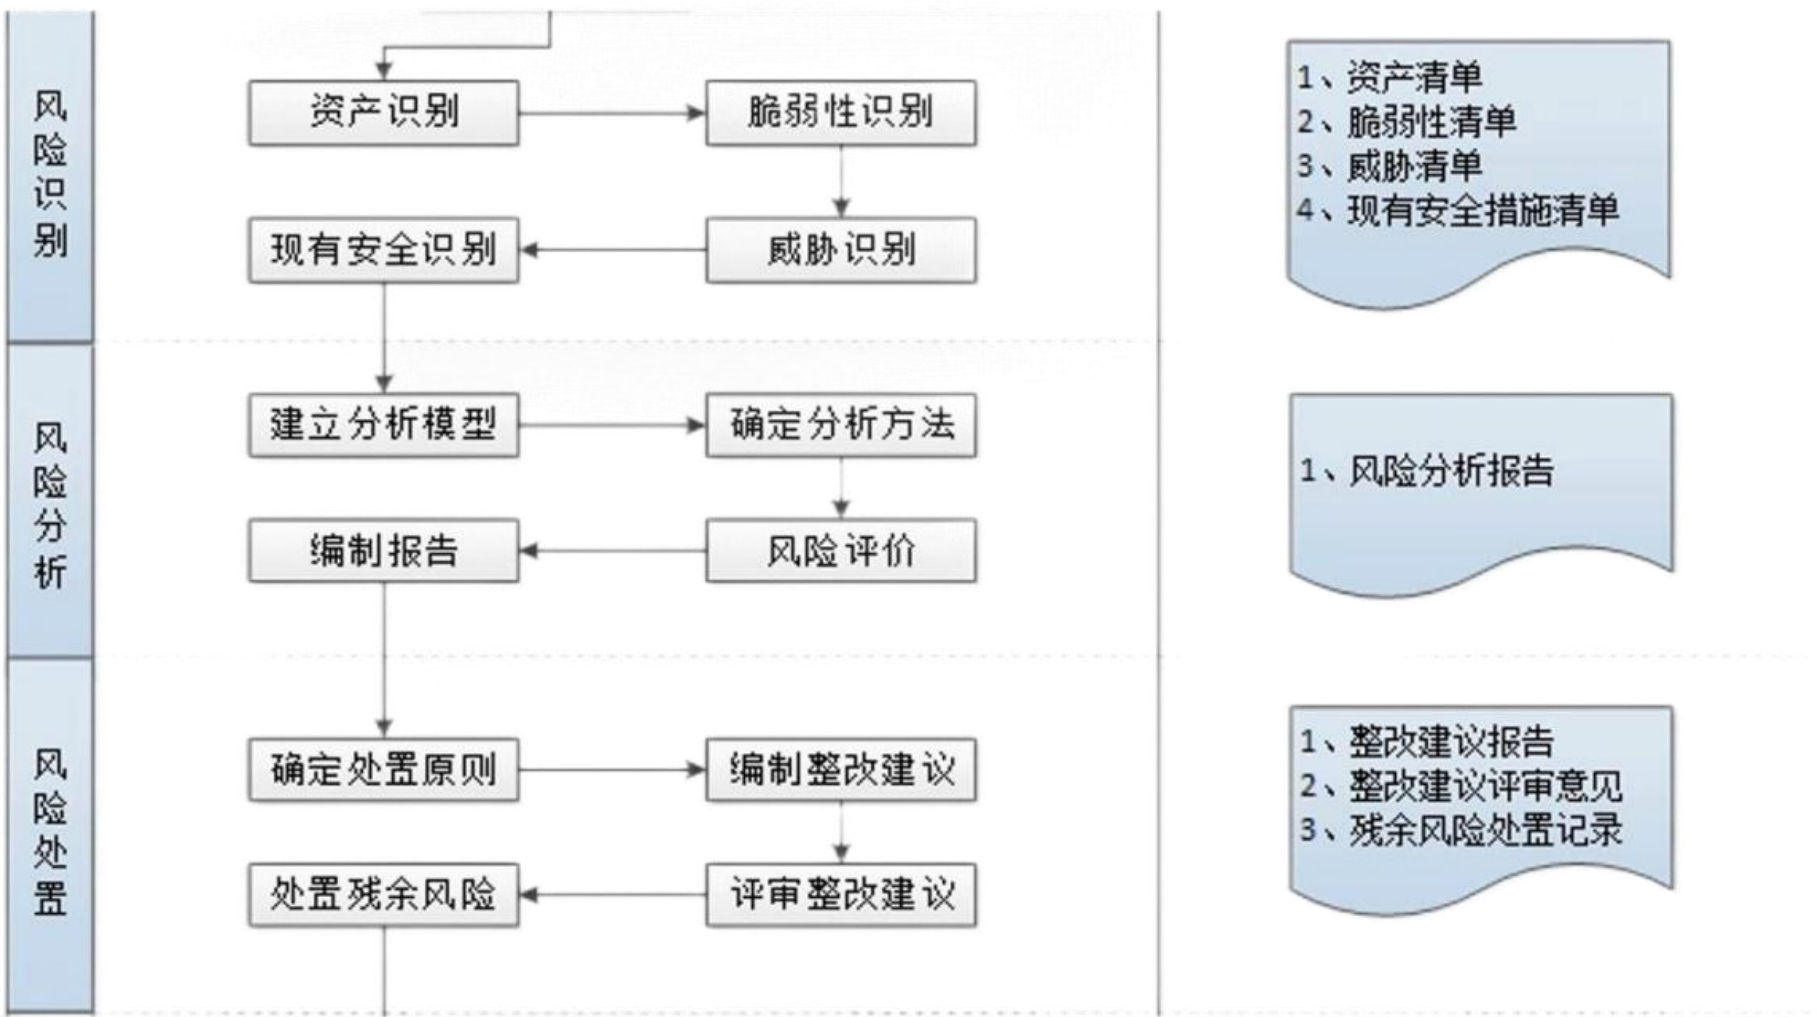 风险识别
资产识别
脆弱性识别
现有安全识别
威胁识别
1、资产清单
2、脆弱性清单
3、威胁清单
4、现有安全措施清单
风险分析
建立分析模型
确定分析方法
编制报告
风险评价
1、风险分析报告
风险处置
确定处置原则
编制整改建议
处置残余风险
评审整改建议
1、整改建议报告
2、整改建议评审意见
3、残余风险处置记录